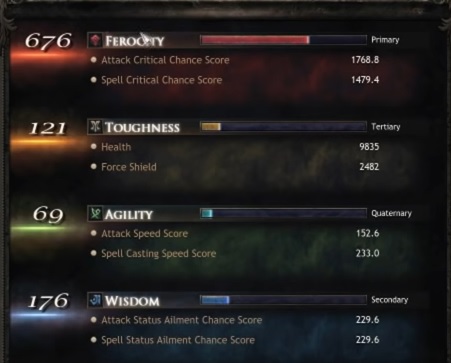 676 FEROCITY Primary
Attack Critical Chance Score 1768.8
Spell Critical Chance Score 1479.4
121 TOUGHNESS Tertiary
Health 9835
Force Shield 2482
69 AGILITY Quaternary
Attack Speed Score 152.6
Spell Casting Speed Score 233.0
176 WISDOM Secondary
Attack Status Ailment Chance Score 229.6
Spell Status Ailment Chance Score 229.6